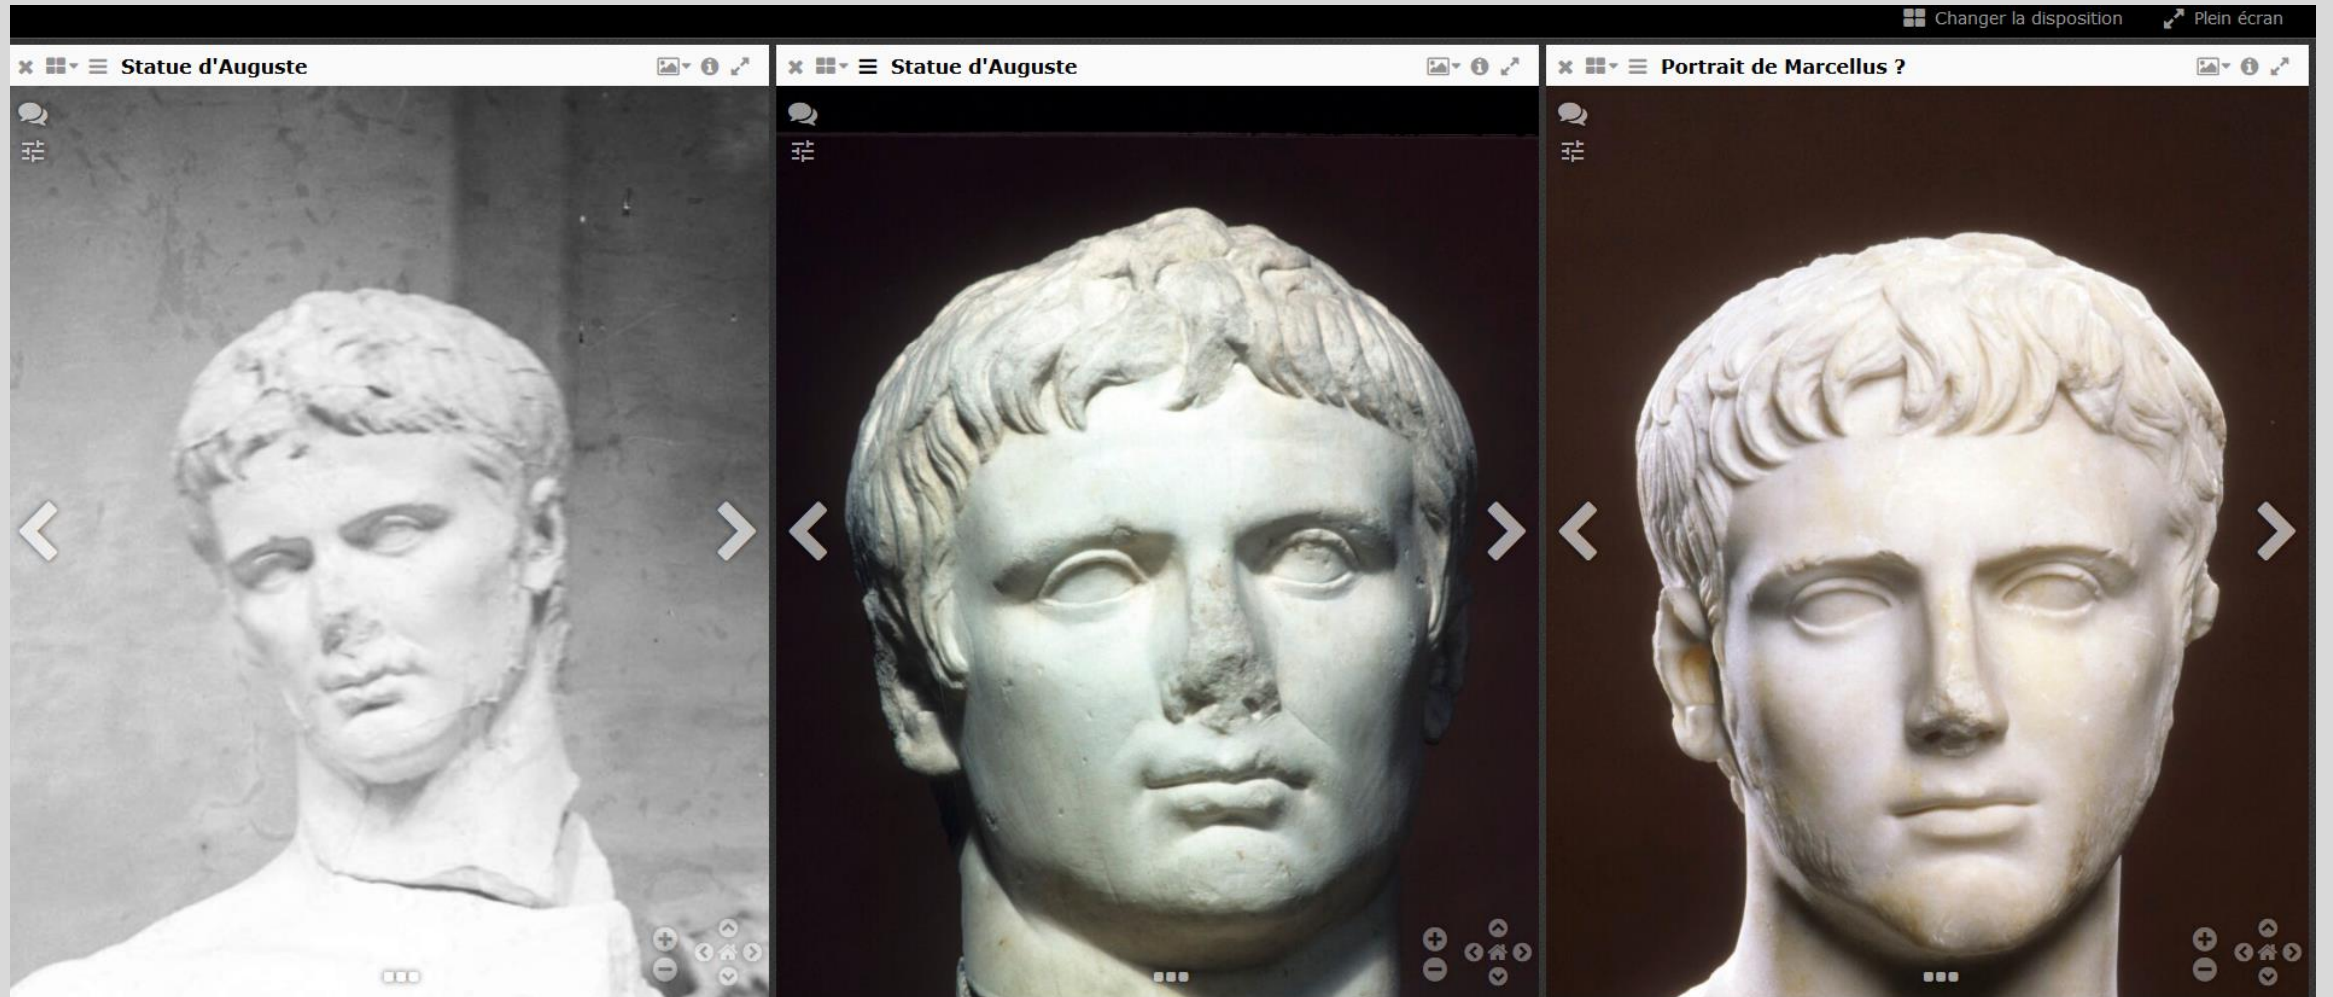 Changer la disposition Plein écran
Statue d'Auguste
Statue d'Auguste
Portrait de Marcellus ?